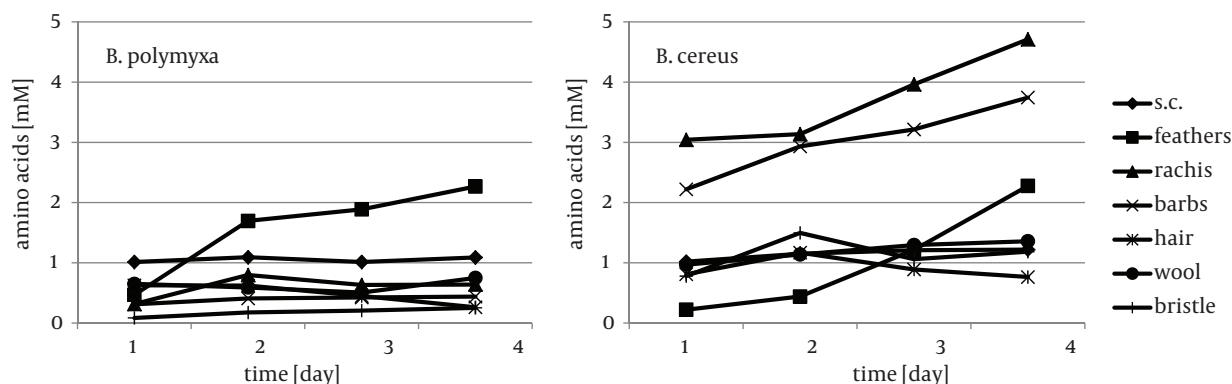 B. polymyxa
amino acids [mM]
5
4
3
2
1
0
1 2 3 4
time [day]
B. cereus
amino acids [mM]
5
4
3
2
1
0
1 2 3 4
time [day]
s.c.
feathers
rachis
barbs
hair
wool
bristle